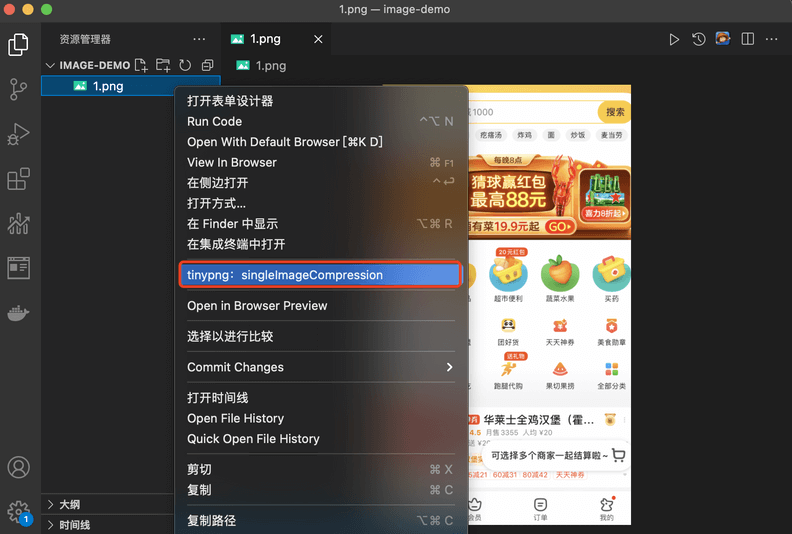 1.png — image-demo
资源管理器
1.png
IMAGE-DEMO
1.png
1.png
打开表单设计器
Run Code ^⌥ N
Open With Default Browser [⌘K D]
View In Browser ⌘ F1
在侧边打开 ^↩
打开方式...
在 Finder 中显示 ⌥⌘ R
在集成终端中打开
tinypng：singleImageCompression
Open in Browser Preview
选择以进行比较
Commit Changes
打开时间线
Open File History
Quick Open File History
剪切 ⌘ X
复制 ⌘ C
复制路径 ⌥⌘ C
大纲
时间线
1
1000 搜索
疙瘩汤 炸鸡 面 炒饭 麦当劳
每晚8点
猜球赢红包
最高88元
喜力8折起
有菜19.9元起 GO
20元红包
超市便利 蔬菜水果 买药
团好货 天天神券 美食勋章
送礼物
跑腿代购 果切果捞 全部分类
华莱士全鸡汉堡（霍...
4.5 月售3355 人均 ¥20
可选择多个商家一起结算啦~
减21 60减31 80减42 天天神券
会员 订单 我的